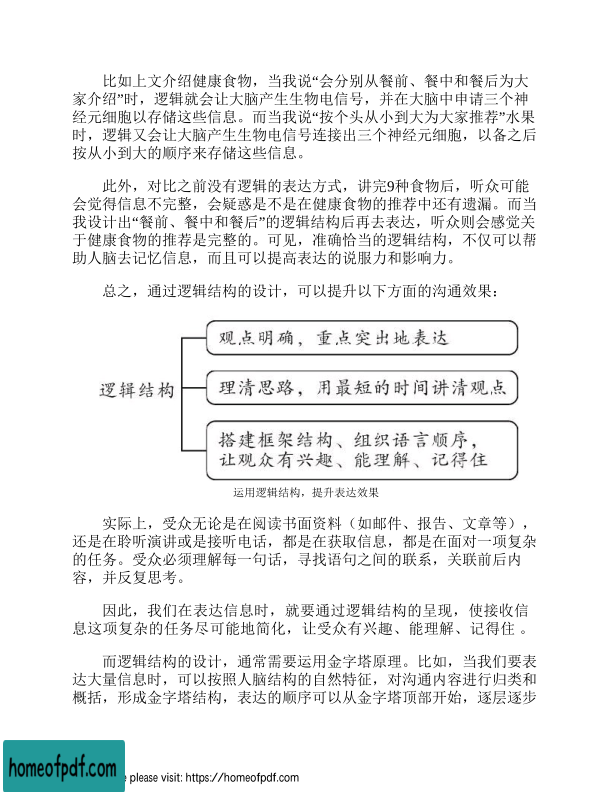 比如上文介绍健康食物，当我说“会分别从餐前、餐中和餐后为大
家介绍”时，逻辑就会让大脑产生生物电信号，并在大脑中申请三个神
经元细胞以存储这些信息。而当我说“按个头从小到大为大家推荐”水果
时，逻辑又会让大脑产生生物电信号连接出三个神经元细胞，以备之后
按从小到大的顺序来存储这些信息。
此外，对比之前没有逻辑的表达方式，讲完9种食物后，听众可能
会觉得信息不完整，会疑惑是不是在健康食物的推荐中还有遗漏。而当
我设计出“餐前、餐中和餐后”的逻辑结构后再去表达，听众则会感觉关
于健康食物的推荐是完整的。可见，准确恰当的逻辑结构，不仅可以帮
助人脑去记忆信息，而且可以提高表达的说服力和影响力。
总之，通过逻辑结构的设计，可以提升以下方面的沟通效果：
观点明确，重点突出地表达
逻辑结构
理清思路，用最短的时间讲清观点
搭建框架结构、组织语言顺序，
让观众有兴趣、能理解、记得住
运用逻辑结构，提升表达效果
实际上，受众无论是在阅读书面资料（如邮件、报告、文章等），
还是在聆听演讲或是接听电话，都是在获取信息，都是在面对一项复杂
的任务。受众必须理解每一句话，寻找语句之间的联系，关联前后内
容，并反复思考。
因此，我们在表达信息时，就要通过逻辑结构的呈现，使接收信
息这项复杂的任务尽可能地简化，让受众有兴趣、能理解、记得住 。
而逻辑结构的设计，通常需要运用金字塔原理。比如，当我们要表
达大量信息时，可以按照人脑结构的自然特征，对沟通内容进行归类和
概括，形成金字塔结构，表达的顺序可以从金字塔顶部开始，逐层逐步
homeofpdf.com
please visit: https://homeofpdf.com